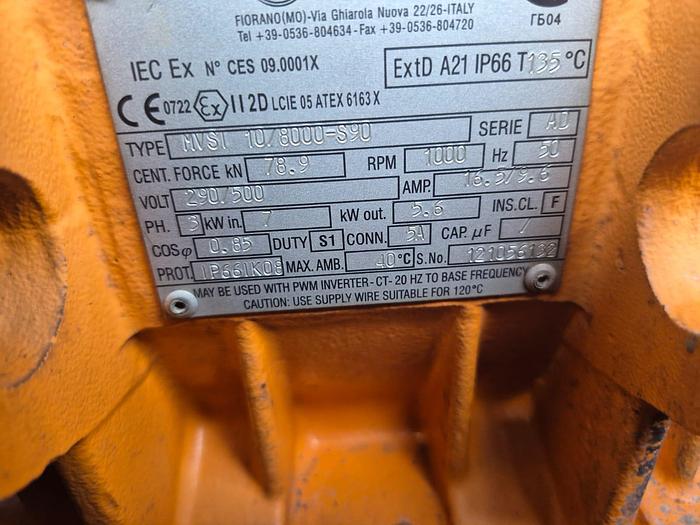 FIORANO(MO)-Via Ghiarola Nuova 22/26-ITALY
Tel +39-0536-804634-Fax +39-0536-804720
ГБ04
IEC Ex N° CES 09.0001X
ExtD A21 IP66 T135°C
CE 0722 Ex II2D LCIE 05 ATEX 6163 X
TYPE MVSI 10/8000-S90 SERIE AD
CENT. FORCE kN 78.9 RPM 1000 Hz 50
VOLT 290/500 AMP. 16.5/9.6
PH. 3 kW in. 7 kW out. 5.6 INS.CL. F
COSφ 0.85 DUTY S1 CONN. CAP. µF /
PROT. IP66IK08 MAX. AMB. 40°C S.No. 121056132
MAY BE USED WITH PWM INVERTER-CT-20 HZ TO BASE FREQUENCY
CAUTION: USE SUPPLY WIRE SUITABLE FOR 120°C